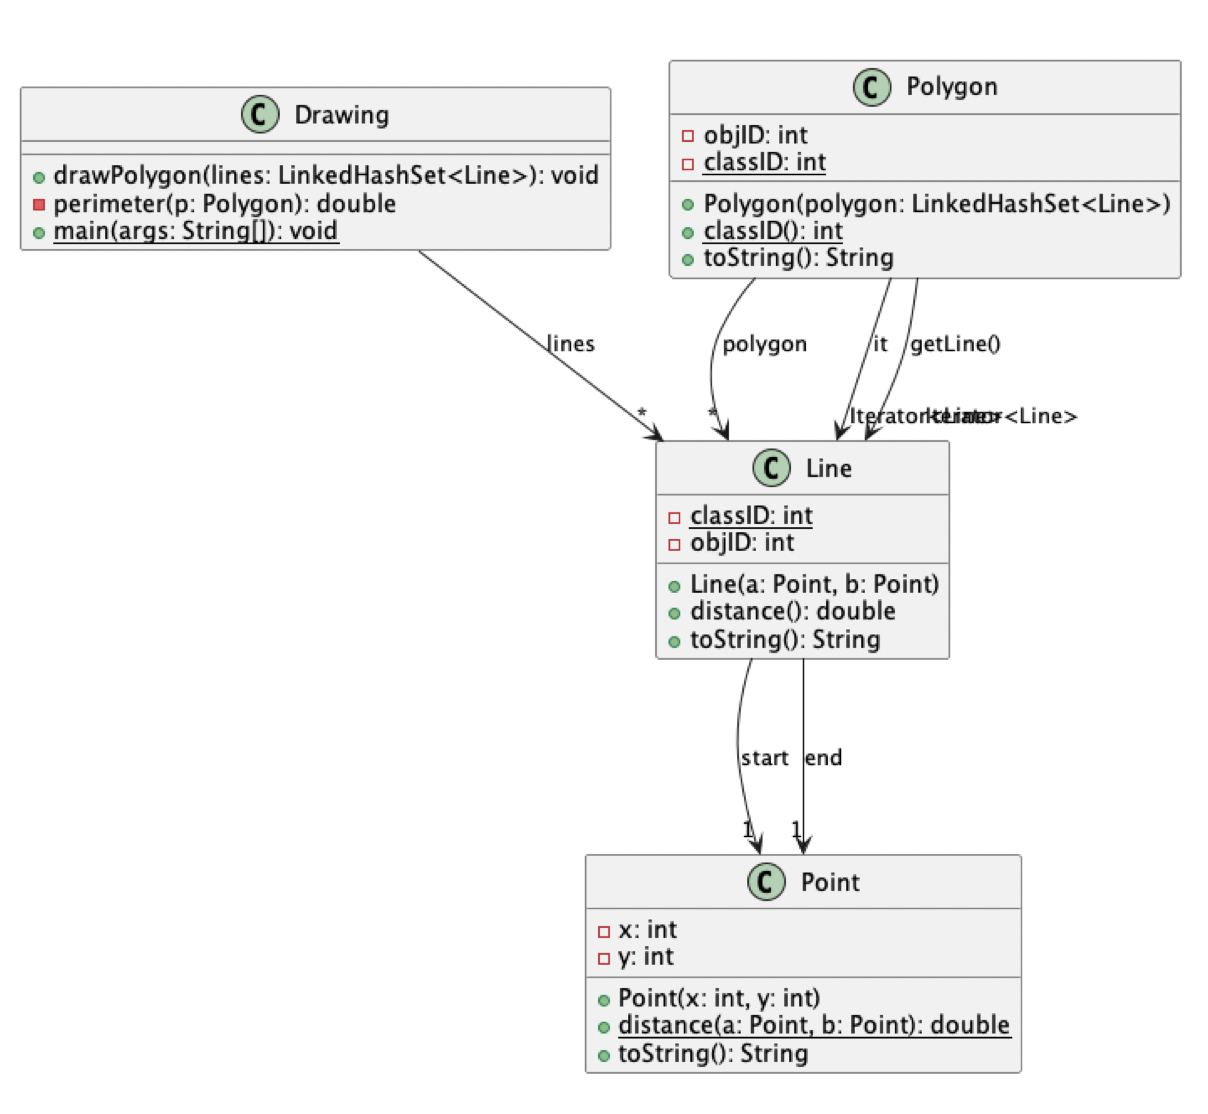 C Drawing
drawPolygon(lines: LinkedHashSet<Line>): void
perimeter(p: Polygon): double
main(args: String[]): void
C Polygon
objID: int
classID: int
Polygon(polygon: LinkedHashSet<Line>)
classID(): int
toString(): String
lines
polygon
it
getLine()
*
*
Iterator<Line>
Iterator<Line>
C Line
classID: int
objID: int
Line(a: Point, b: Point)
distance(): double
toString(): String
start
end
1
1
C Point
x: int
y: int
Point(x: int, y: int)
distance(a: Point, b: Point): double
toString(): String